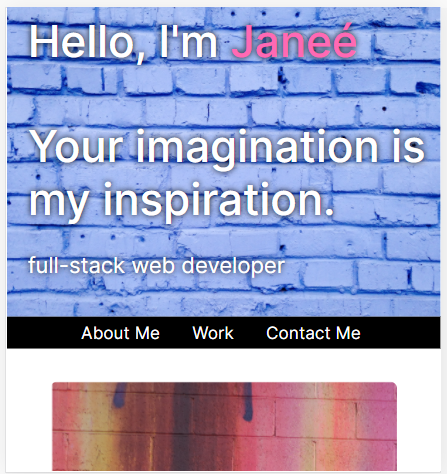 Hello, I'm Janeé
Your imagination is
my inspiration.
full-stack web developer
About Me Work Contact Me